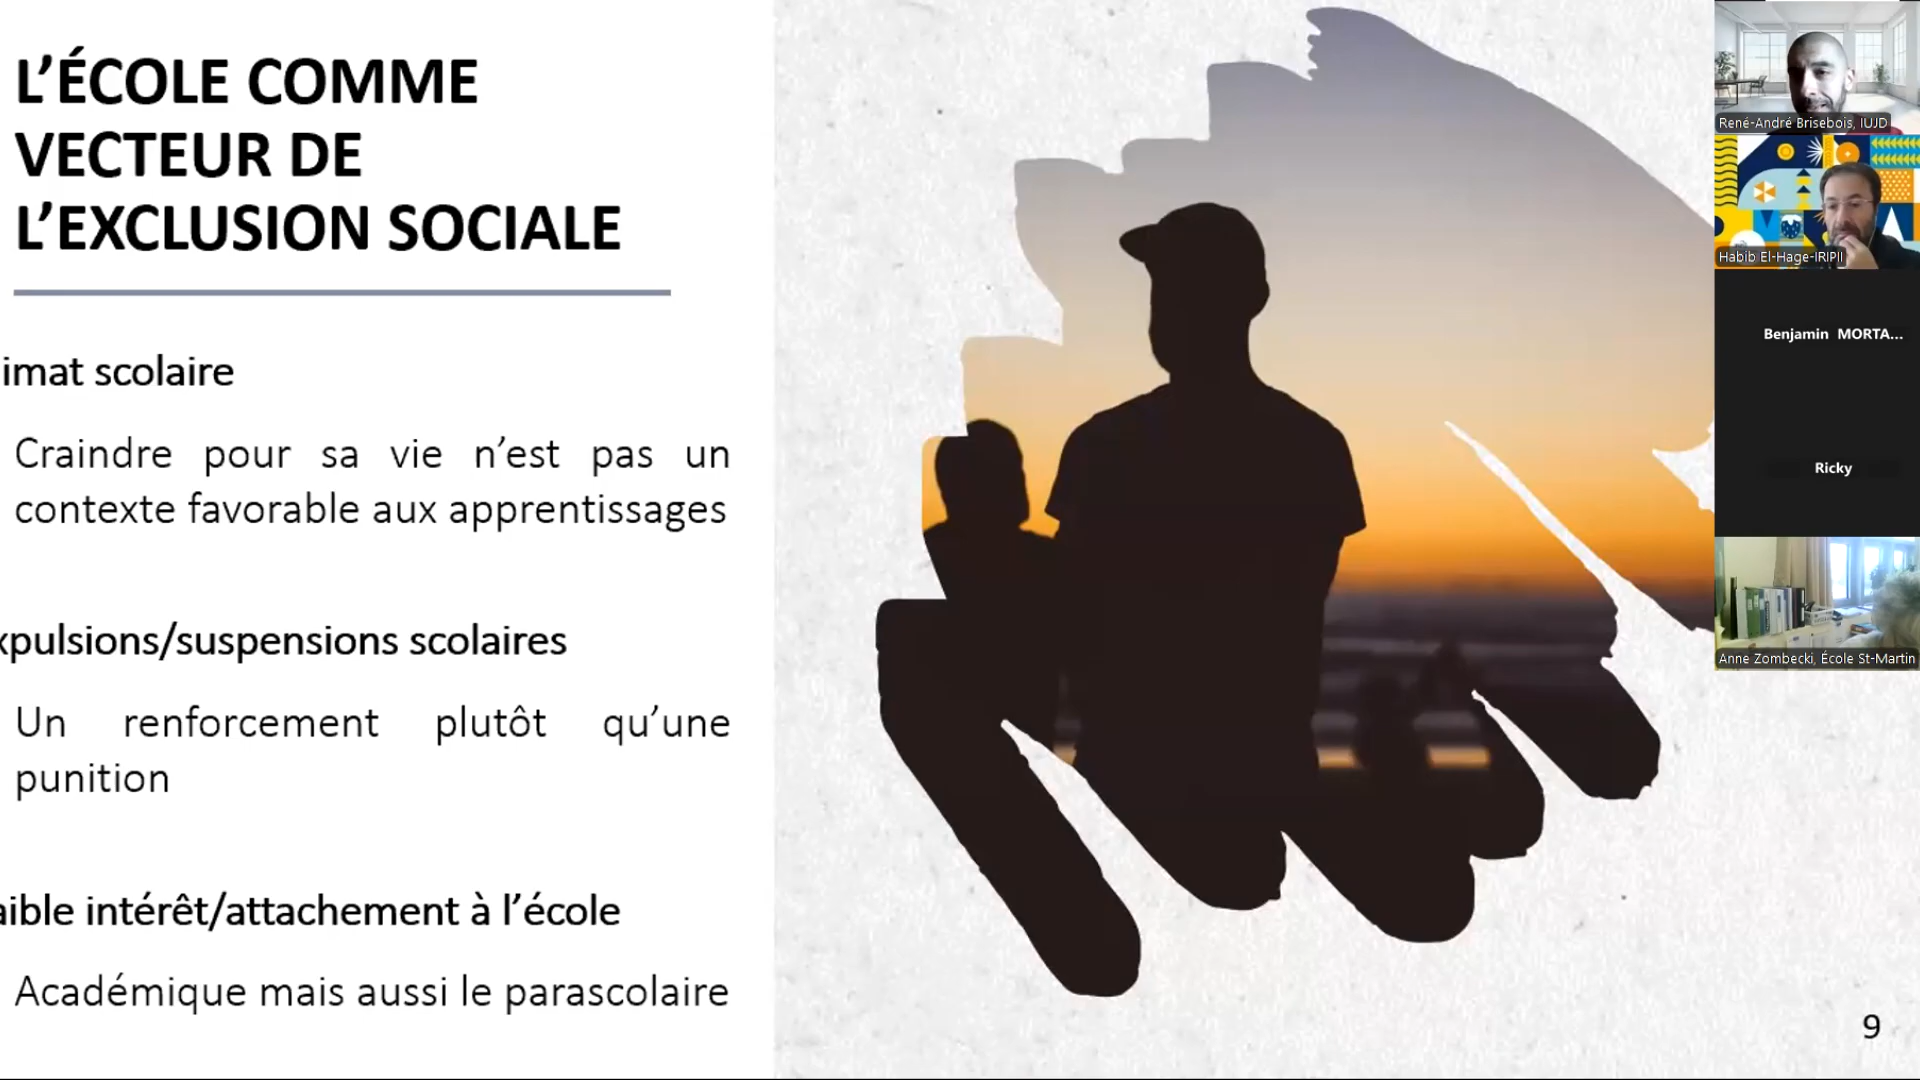 L’ÉCOLE COMME
VECTEUR DE
L’EXCLUSION SOCIALE
imat scolaire
Craindre pour sa vie n’est pas un
contexte favorable aux apprentissages
xpulsions/suspensions scolaires
Un renforcement plutôt qu’une
punition
aible intérêt/attachement à l’école
Académique mais aussi le parascolaire
9
René-André Brisebois, IUJD
Habib El-Hage-IRIPII
Benjamin MORTA...
Ricky
Anne Zombecki, École St-Martin